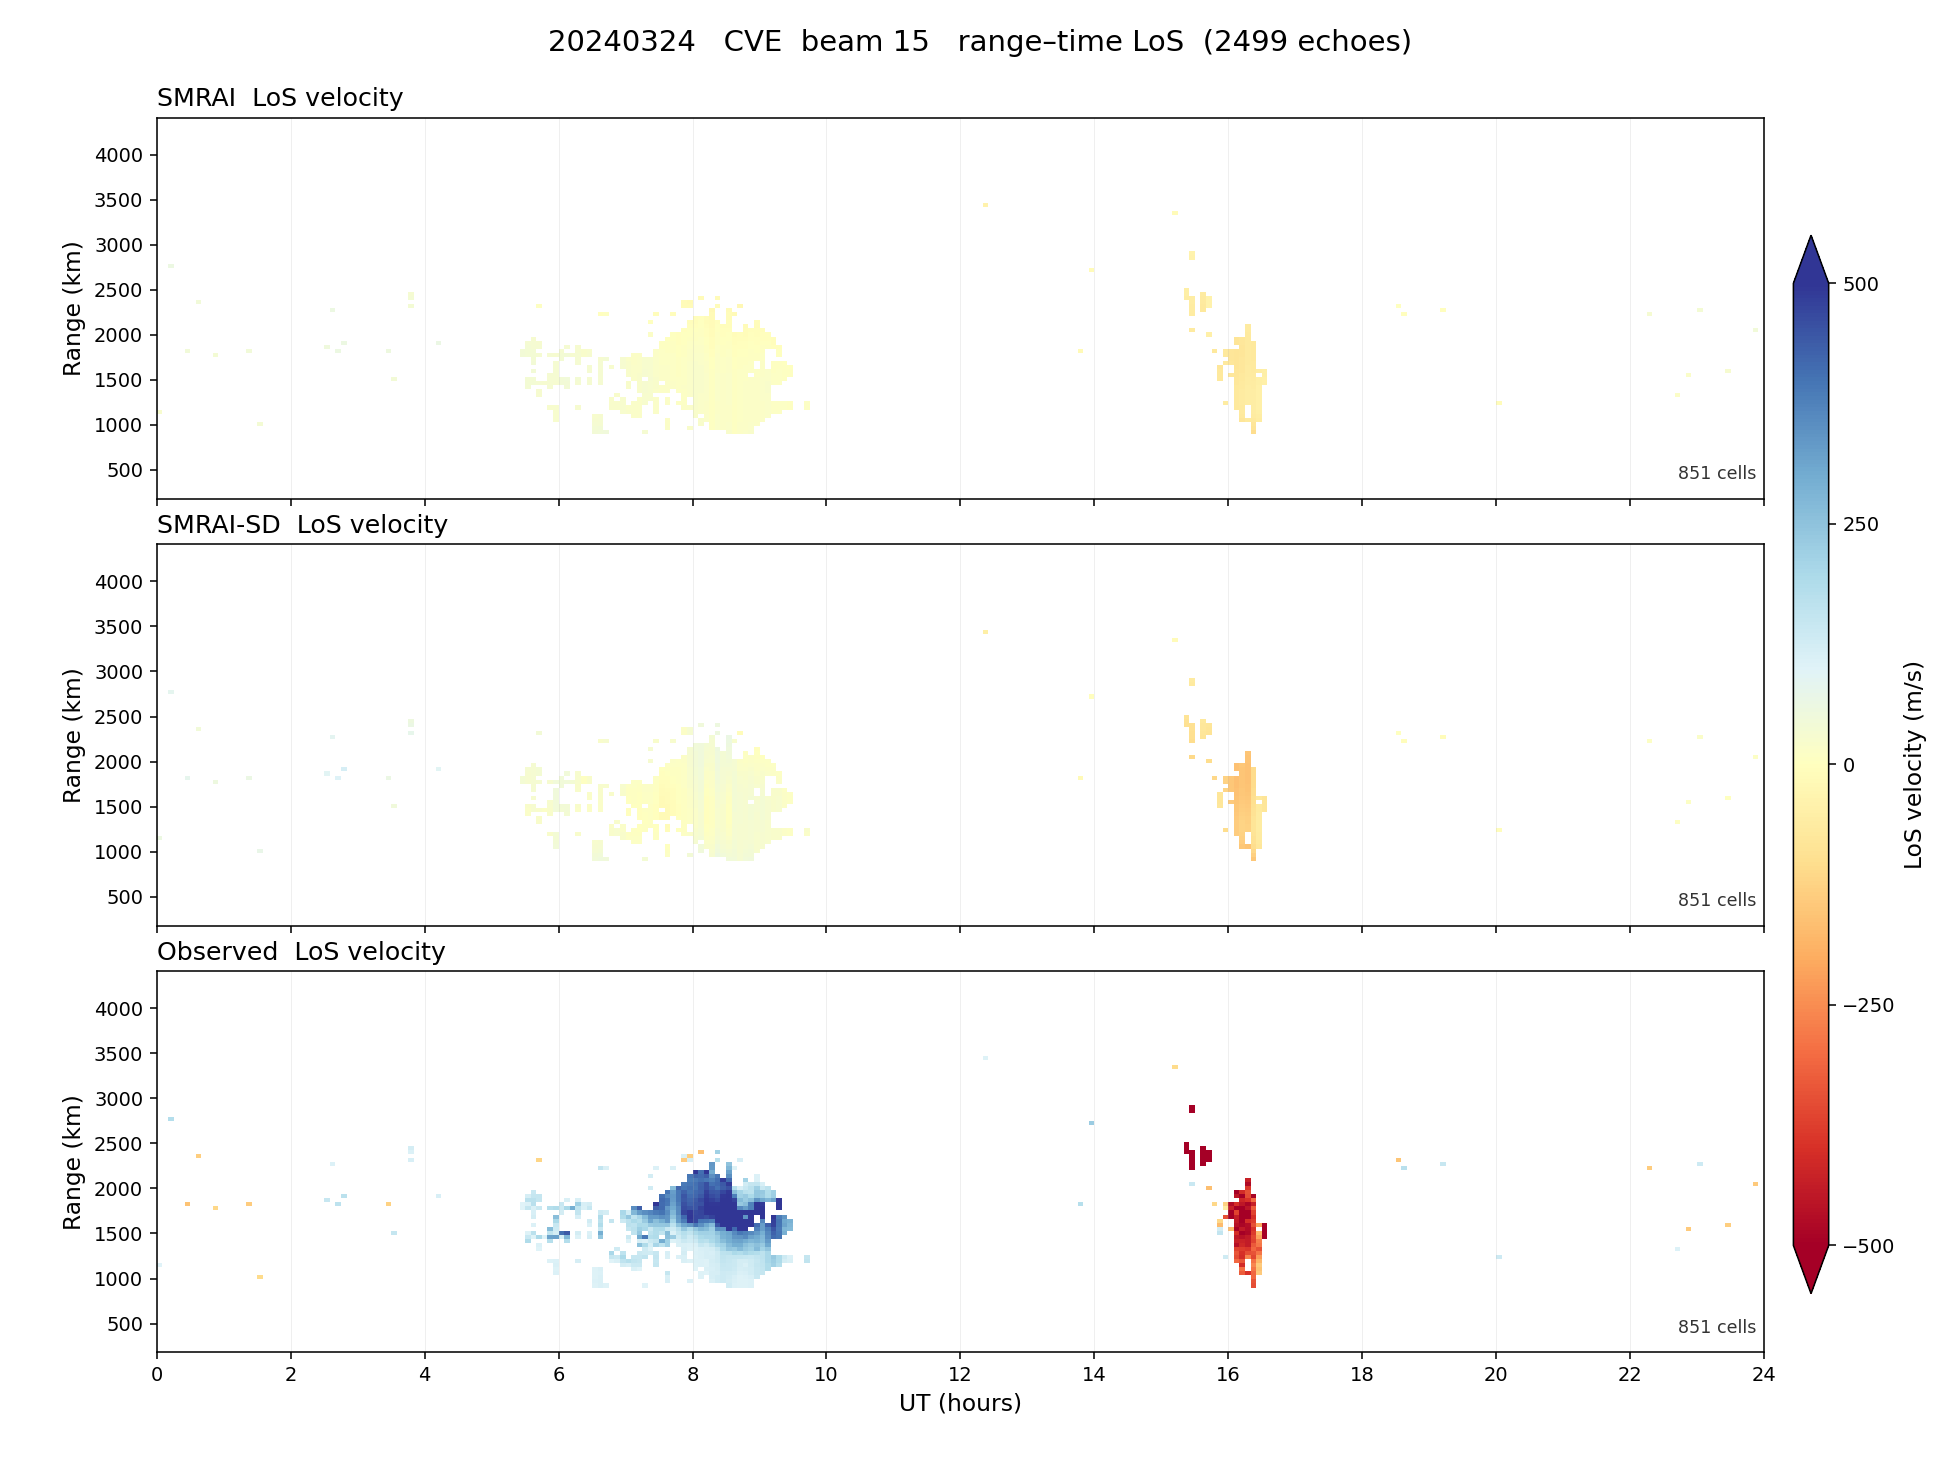 20240324   CVE  beam 15   range–time LoS  (2499 echoes)
SMRAI  LoS velocity
4000
3500
3000
2500
2000
1500
1000
500
Range (km)
851 cells
SMRAI-SD  LoS velocity
4000
3500
3000
2500
2000
1500
1000
500
Range (km)
851 cells
Observed  LoS velocity
4000
3500
3000
2500
2000
1500
1000
500
Range (km)
851 cells
0 2 4 6 8 10 12 14 16 18 20 22 24
UT (hours)
500
250
0
−250
−500
LoS velocity (m/s)